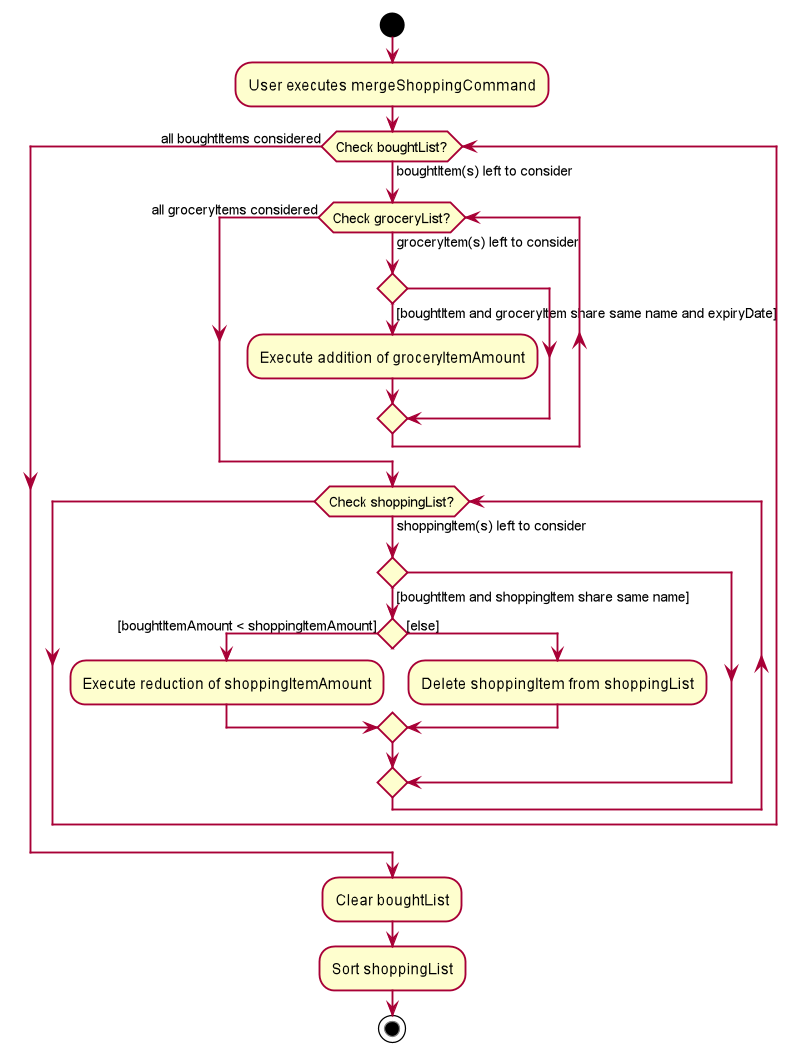 User executes mergeShoppingCommand
all boughtItems considered
Check boughtList?
boughtItem(s) left to consider
all groceryItems considered
Check groceryList?
groceryItem(s) left to consider
[boughtItem and groceryItem share same name and expiryDate]
Execute addition of groceryItemAmount
Check shoppingList?
shoppingItem(s) left to consider
[boughtItem and shoppingItem share same name]
[boughtItemAmount < shoppingItemAmount]
[else]
Execute reduction of shoppingItemAmount
Delete shoppingItem from shoppingList
Clear boughtList
Sort shoppingList